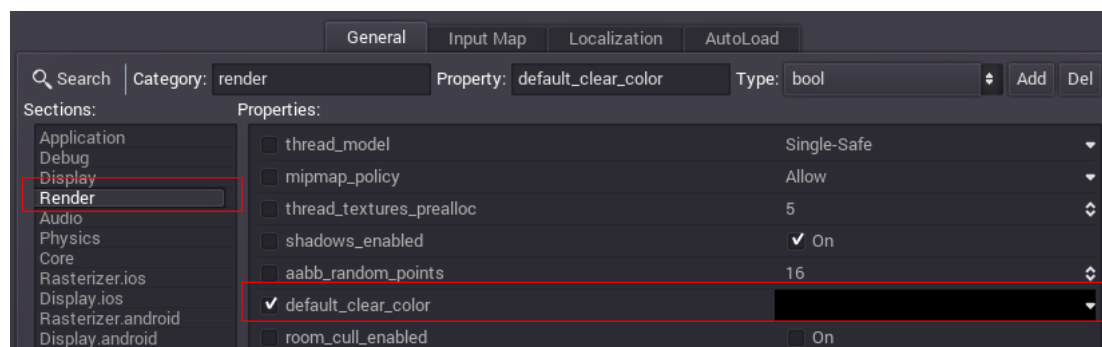 General Input Map Localization AutoLoad
Search Category: render Property: default_clear_color Type: bool Add Del
Sections: Properties:
Application
Debug
Display
Render
Audio
Physics
Core
Rasterizer.ios
Display.ios
Rasterizer.android
Display.android
thread_model Single-Safe
mipmap_policy Allow
thread_textures_prealloc 5
shadows_enabled On
aabb_random_points 16
default_clear_color
room_cull_enabled On